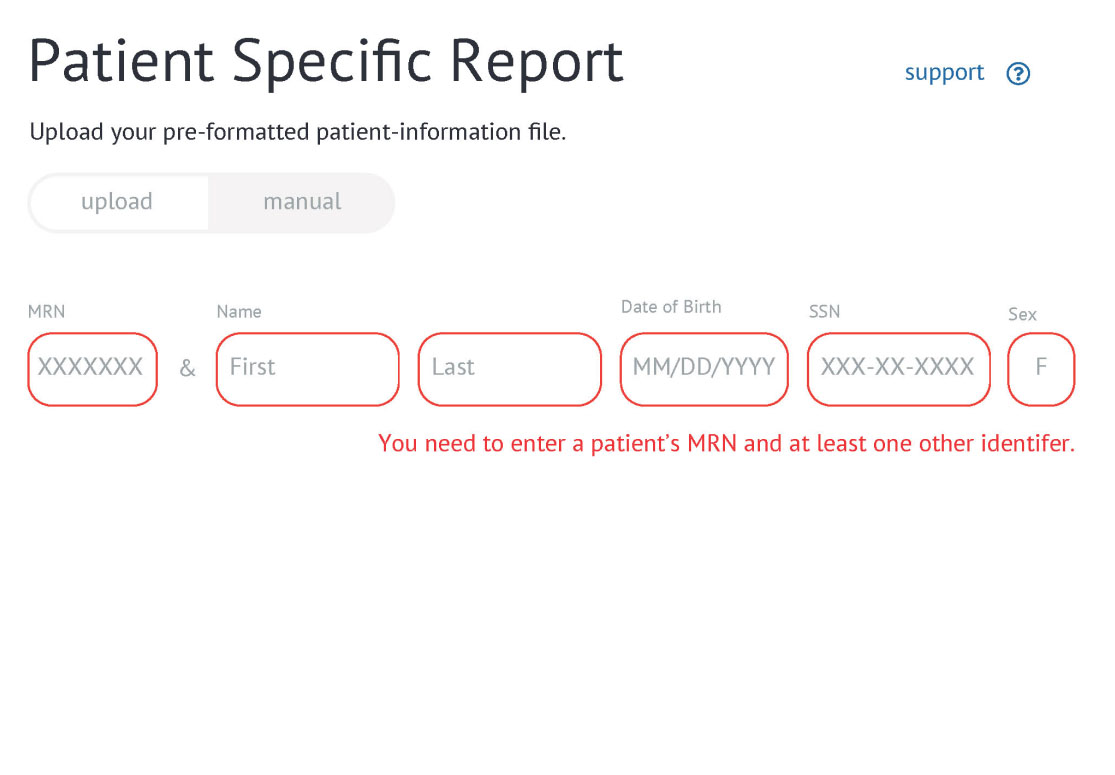 Patient Specific Report
support ?
Upload your pre-formatted patient-information file.
upload manual
MRN Name Date of Birth SSN Sex
XXXXXXX & First Last MM/DD/YYYY XXX-XX-XXXX F
You need to enter a patient’s MRN and at least one other identifer.